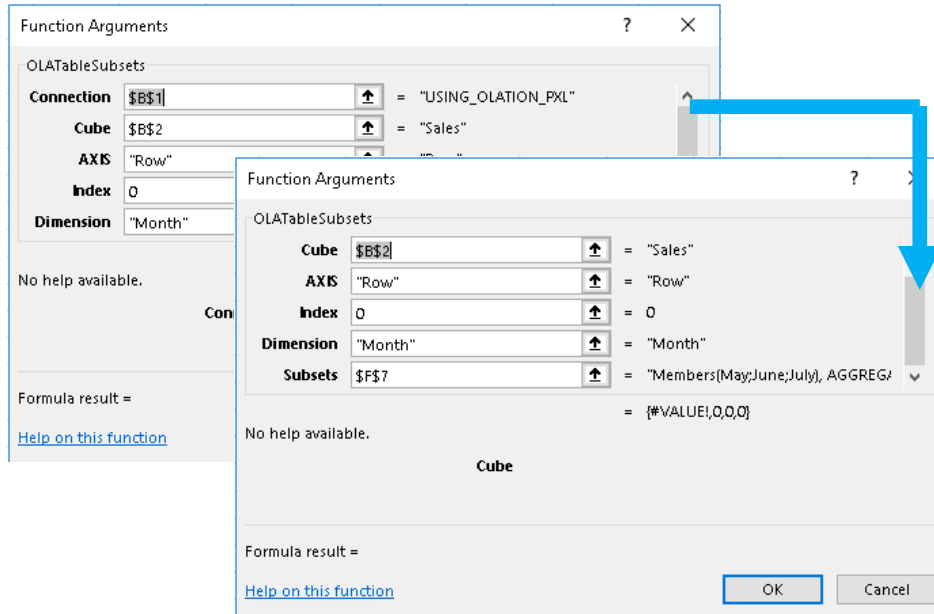 Function Arguments ?
OLATableSubsets
Connection $B$1 = "USING_OLATION_PXL"
Cube $B$2 = "Sales"
AXIS "Row"
Index 0
Dimension "Month"
No help available.
Formula result =
Help on this function
Function Arguments ?
OLATableSubsets
Cube $B$2 = "Sales"
AXIS "Row" = "Row"
Index 0 = 0
Dimension "Month" = "Month"
Subsets $F$7 = "Members(May;June;July), AGGREGA
= {#VALUE!,0,0,0}
No help available.
Cube
Formula result =
Help on this function
OK Cancel